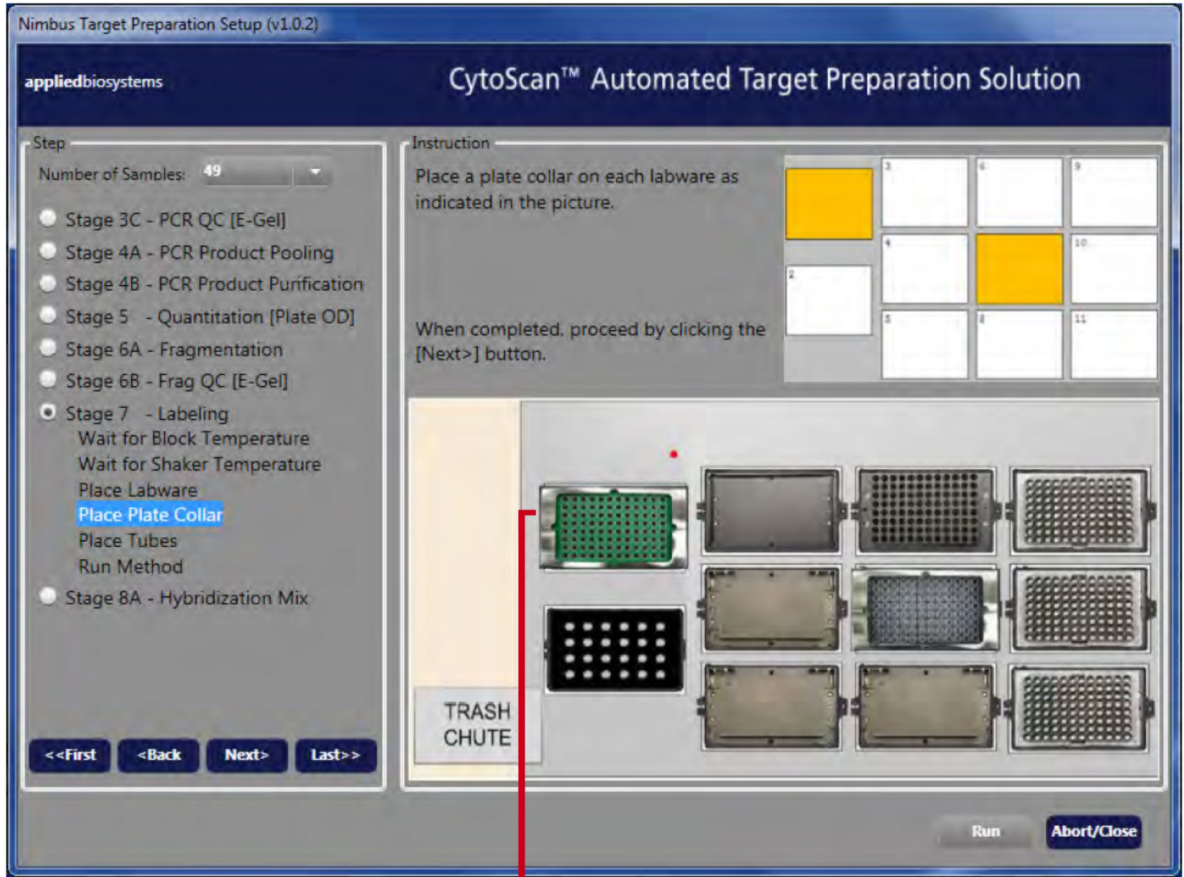 Nimbus Target Preparation Setup (v1.0.2)
appliedbiosystems
CytoScan™ Automated Target Preparation Solution
Step
Number of Samples: 49
Stage 3C - PCR QC [E-Gel]
Stage 4A - PCR Product Pooling
Stage 4B - PCR Product Purification
Stage 5 - Quantitation [Plate OD]
Stage 6A - Fragmentation
Stage 6B - Frag QC [E-Gel]
Stage 7 - Labeling
Wait for Block Temperature
Wait for Shaker Temperature
Place Labware
Place Plate Collar
Place Tubes
Run Method
Stage 8A - Hybridization Mix
<<First <Back Next> Last>>
Instruction
Place a plate collar on each labware as
indicated in the picture.
When completed, proceed by clicking the
[Next>] button.
3 6 9
4 10
2
5 8 11
TRASH
CHUTE
Run Abort/Close